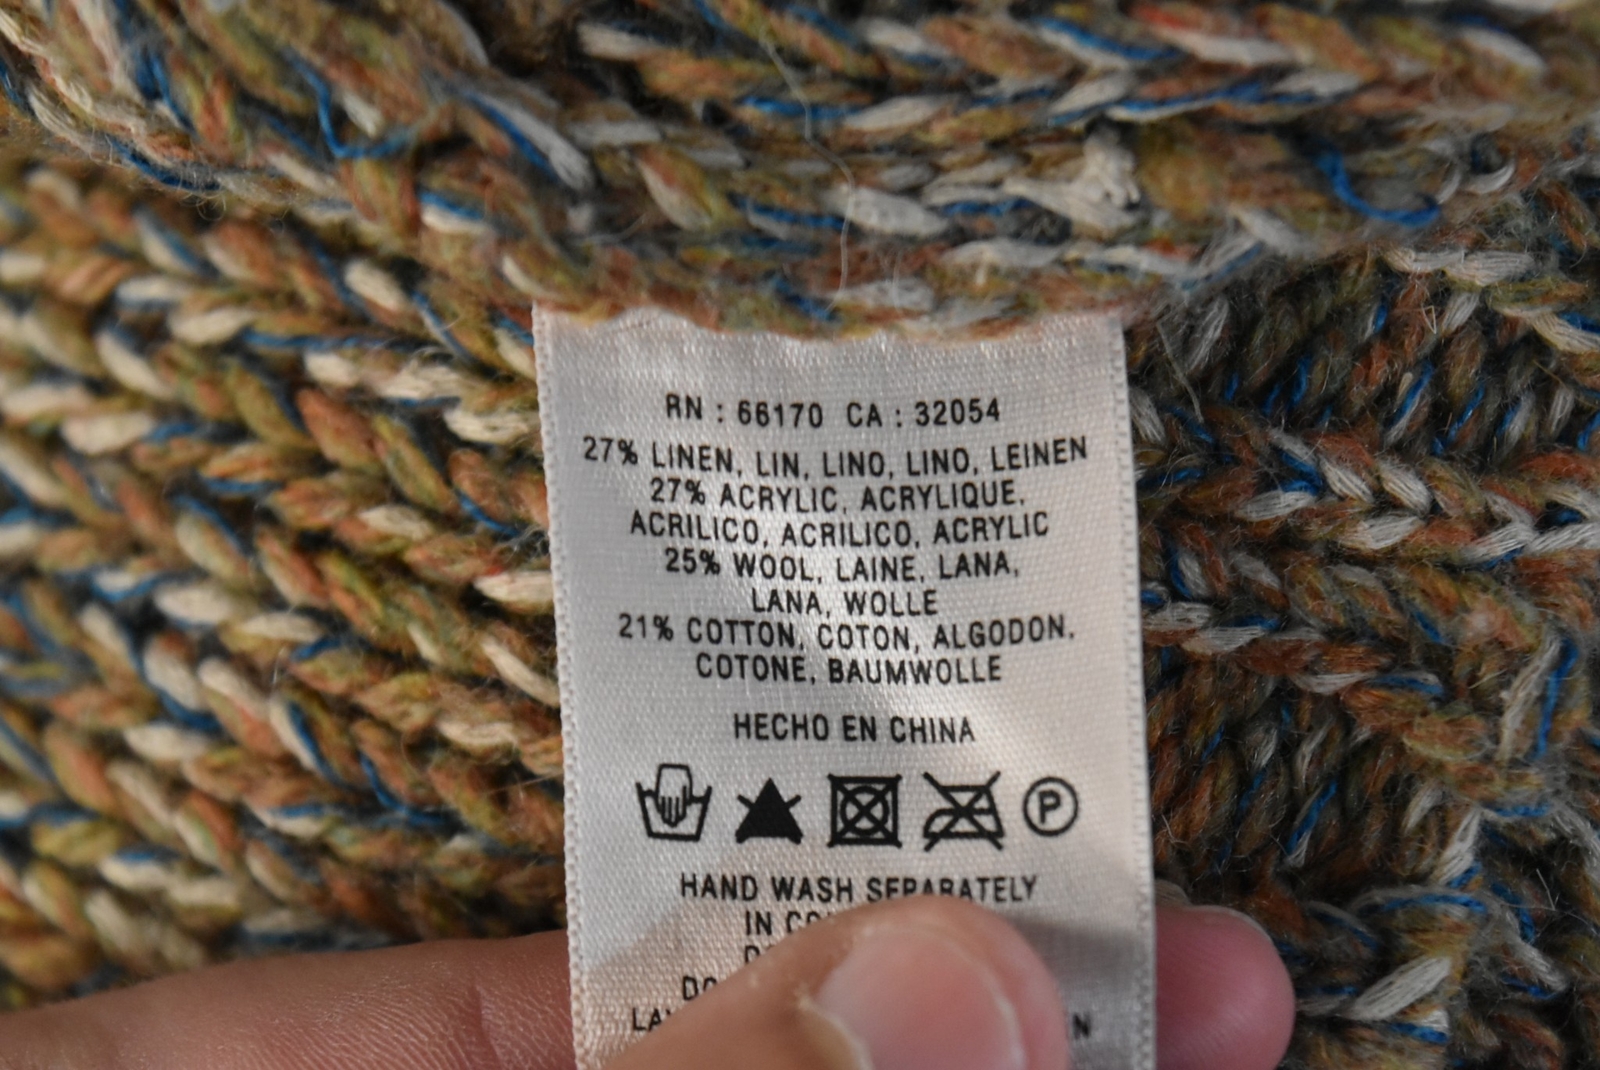 RN : 66170 CA : 32054
27% LINEN, LIN, LINO, LINO, LEINEN
27% ACRYLIC, ACRYLIQUE,
ACRILICO, ACRILICO, ACRYLIC
25% WOOL, LAINE, LANA,
LANA, WOLLE
21% COTTON, COTON, ALGODON,
COTONE, BAUMWOLLE
HECHO EN CHINA
P
HAND WASH SEPARATELY
IN